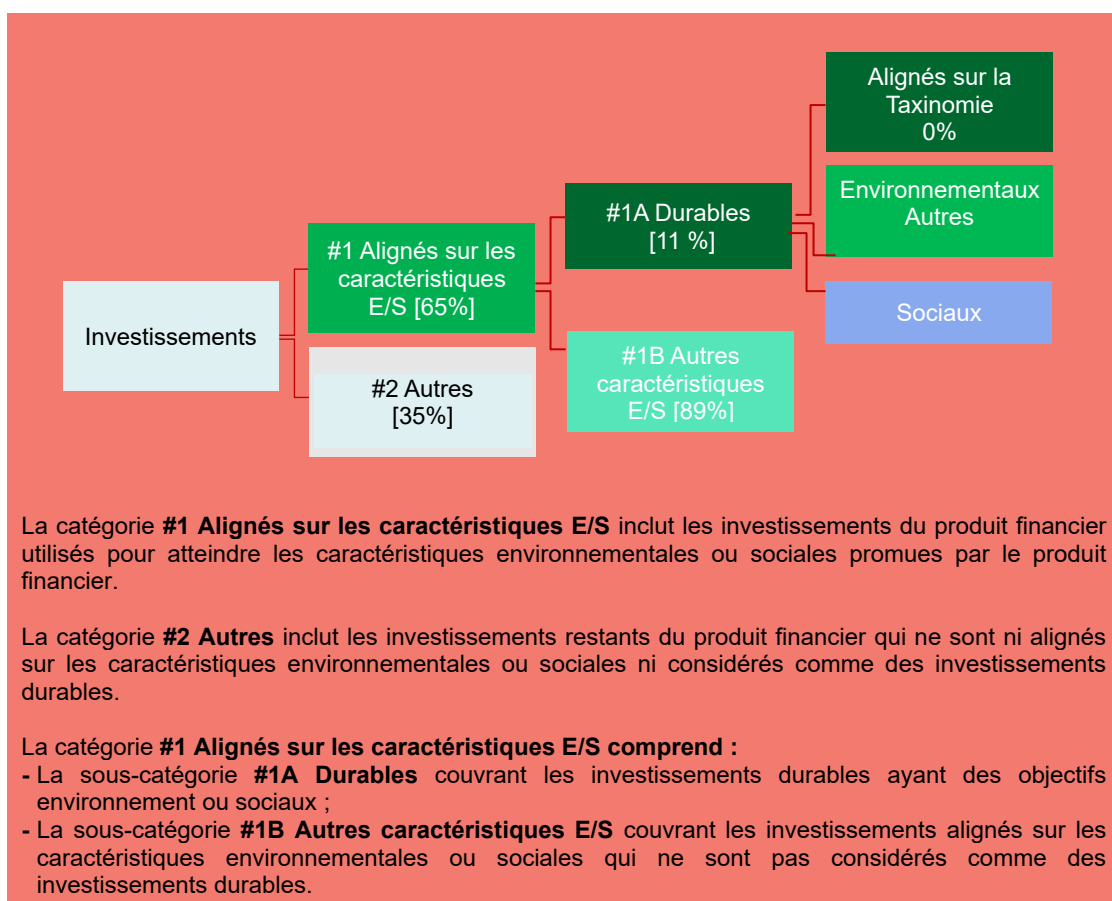 Alignés sur la
Taxinomie
0%
Environnementaux
Autres
#1A Durables
[11 %]
#1 Alignés sur les
caractéristiques
E/S [65%]
Sociaux
Investissements
#1B Autres
caractéristiques
E/S [89%]
#2 Autres
[35%]
La catégorie #1 Alignés sur les caractéristiques E/S inclut les investissements du produit financier
utilisés pour atteindre les caractéristiques environnementales ou sociales promues par le produit
financier.
La catégorie #2 Autres inclut les investissements restants du produit financier qui ne sont ni alignés
sur les caractéristiques environnementales ou sociales ni considérés comme des investissements
durables.
La catégorie #1 Alignés sur les caractéristiques E/S comprend :
- La sous-catégorie #1A Durables couvrant les investissements durables ayant des objectifs
environnement ou sociaux ;
- La sous-catégorie #1B Autres caractéristiques E/S couvrant les investissements alignés sur les
caractéristiques environnementales ou sociales qui ne sont pas considérés comme des
investissements durables.